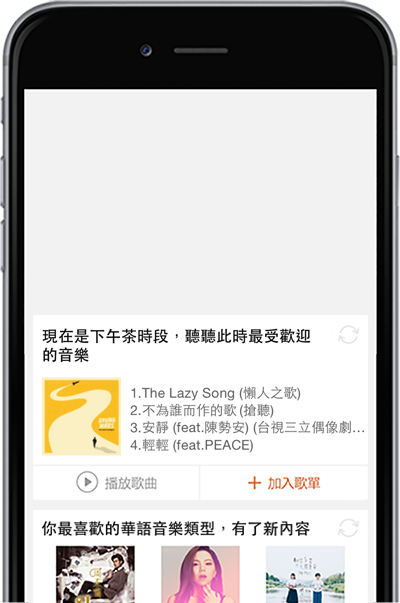 現在是下午茶時段，聽聽此時最受歡迎
的音樂
1.The Lazy Song (懶人之歌)
2.不為誰而作的歌 (搶聽)
3.安靜 (feat.陳勢安) (台視三立偶像劇…
4.輕輕 (feat.PEACE)
播放歌曲
加入歌單
你最喜歡的華語音樂類型，有了新內容